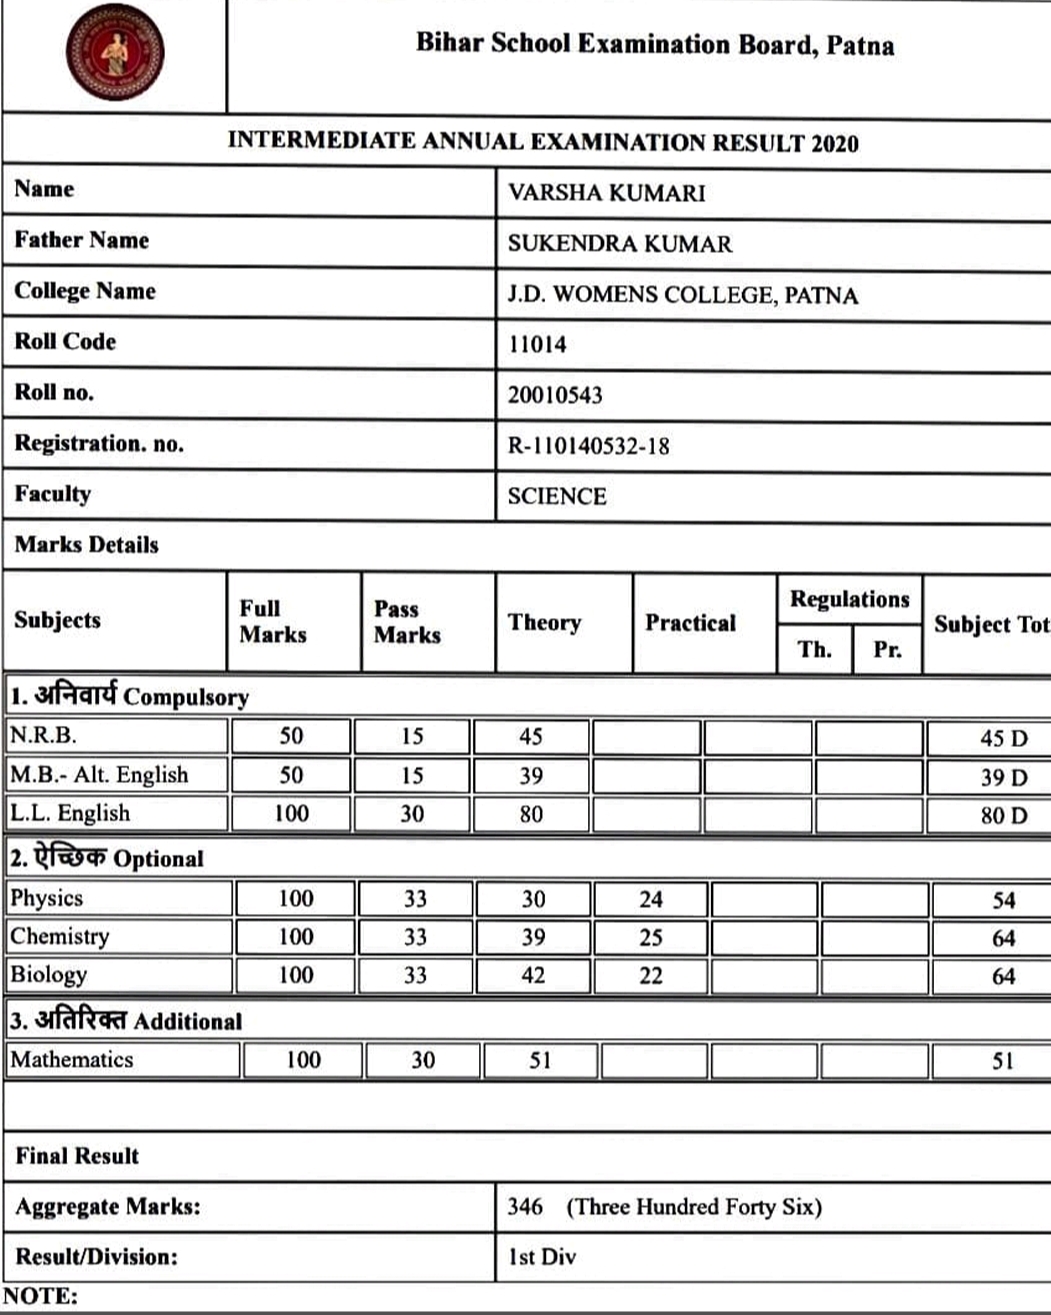 Bihar School Examination Board, Patna
INTERMEDIATE ANNUAL EXAMINATION RESULT 2020
Name VARSHA KUMARI
Father Name SUKENDRA KUMAR
College Name J.D. WOMENS COLLEGE, PATNA
Roll Code 11014
Roll no. 20010543
Registration. no. R-110140532-18
Faculty SCIENCE
Marks Details
Subjects Full Marks Pass Marks Theory Practical Regulations Th. Pr. Subject Tot
1. अनिवार्य Compulsory
N.R.B. 50 15 45 45 D
M.B.- Alt. English 50 15 39 39 D
L.L. English 100 30 80 80 D
2. ऐच्छिक Optional
Physics 100 33 30 24 54
Chemistry 100 33 39 25 64
Biology 100 33 42 22 64
3. अतिरिक्त Additional
Mathematics 100 30 51 51
Final Result
Aggregate Marks: 346 (Three Hundred Forty Six)
Result/Division: 1st Div
NOTE: